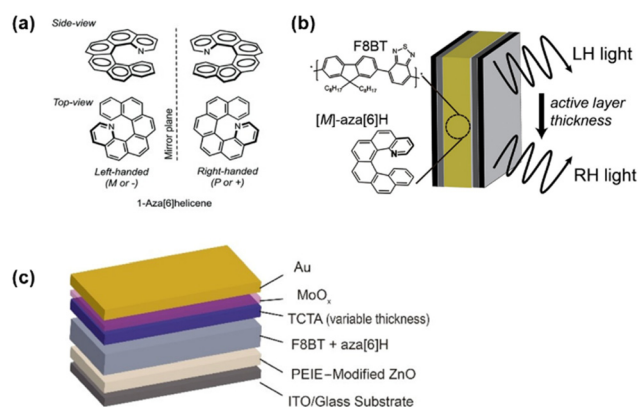 (a)
Side-view
N
N
Top-view
Mirror plane
N
N
Left-handed
(M or -)
Right-handed
(P or +)
1-Aza[6]helicene
(b)
F8BT
N
S
N
C₈H₁₇
C₈H₁₇
[M]-aza[6]H
N
LH light
active layer
thickness
RH light
(c)
Au
MoOₓ
TCTA (variable thickness)
F8BT + aza[6]H
PEIE–Modified ZnO
ITO/Glass Substrate